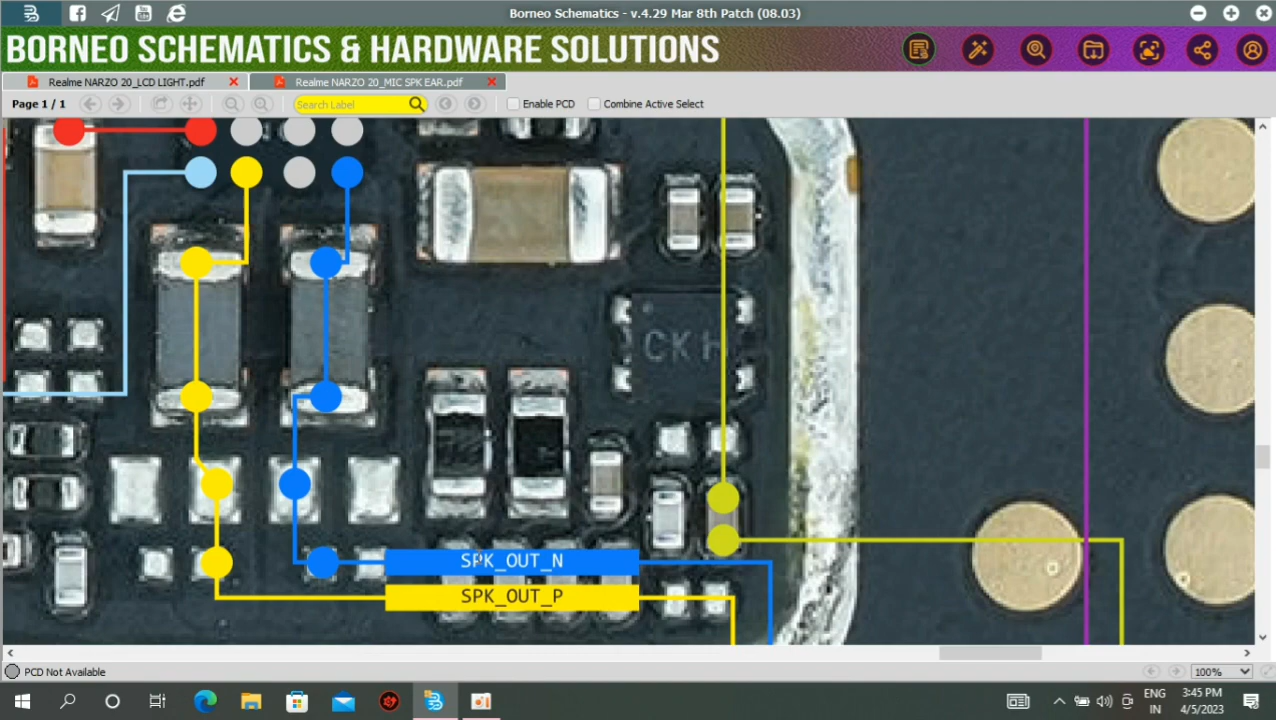 Borneo Schematics - v.4.29 Mar 8th Patch (08.03)
BORNEO SCHEMATICS & HARDWARE SOLUTIONS
Realme NARZO 20_LCD LIGHT.pdf
Realme NARZO 20_MIC SPK EAR.pdf
Page 1 / 1
Search Label
Enable PCD
Combine Active Select
CKH
SPK_OUT_N
SPK_OUT_P
PCD Not Available
100%
ENG
IN
3:45 PM
4/5/2023